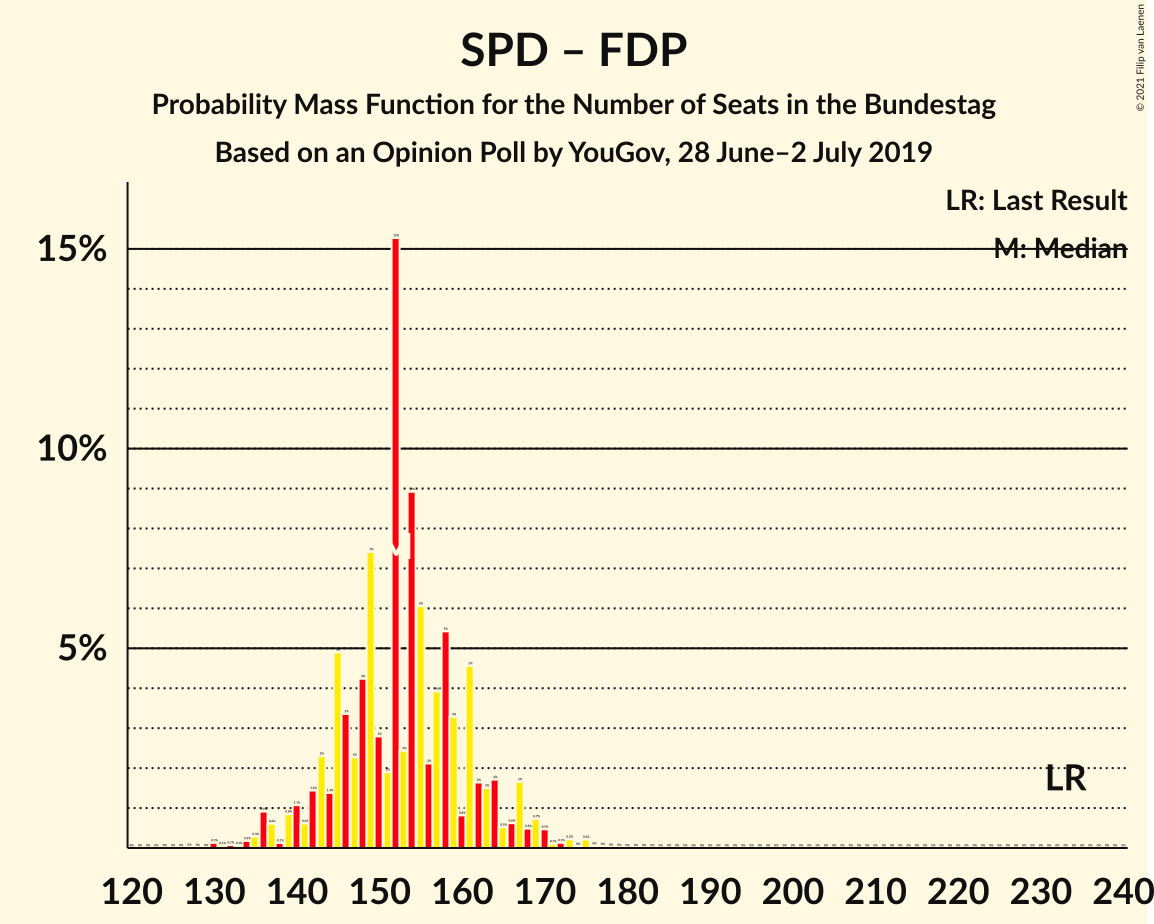 SPD – FDP
Probability Mass Function for the Number of Seats in the Bundestag
Based on an Opinion Poll by YouGov, 28 June–2 July 2019
© 2021 Filip van Laenen
LR: Last Result
M: Median
15%
10%
5%
M
LR
120 130 140 150 160 170 180 190 200 210 220 230 240